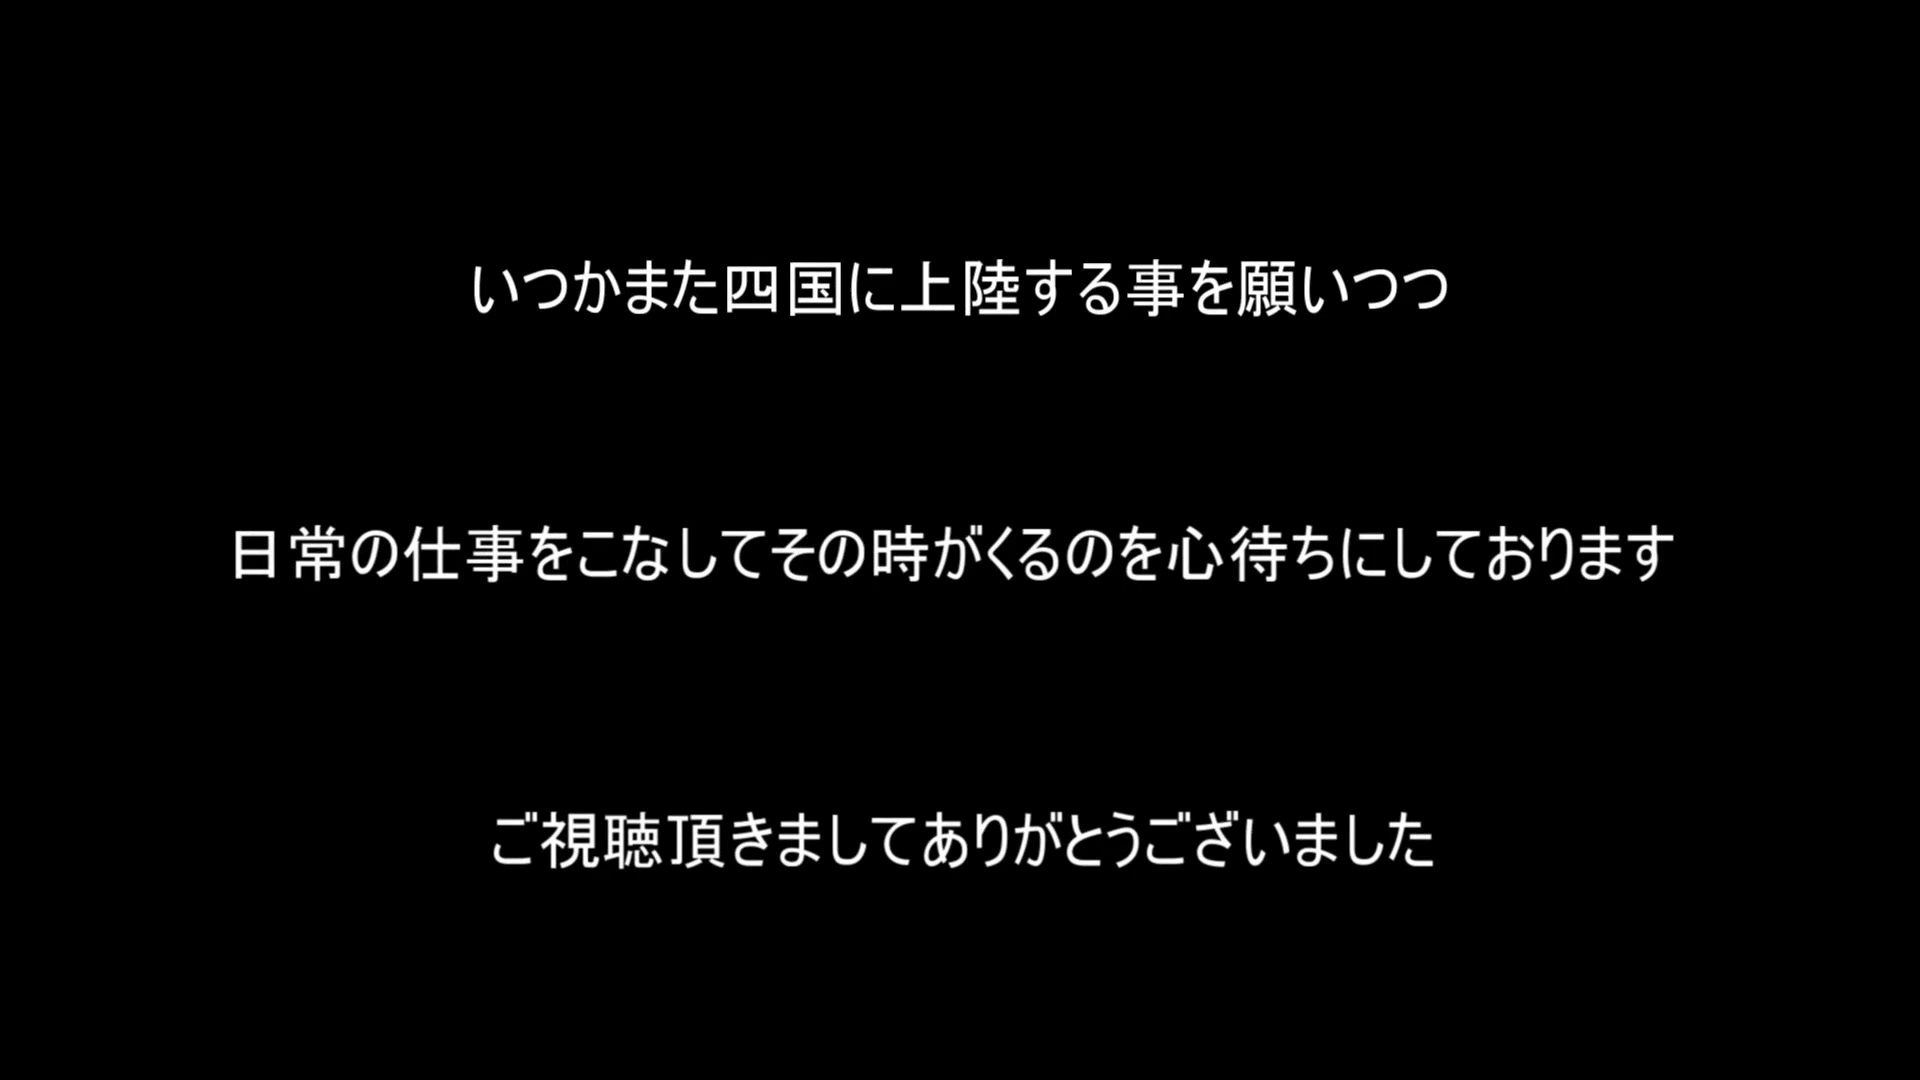 いつかまた四国に上陸する事を願いつつ
日常の仕事をこなしてその時がくるのを心待ちにしております
ご視聴頂きましてありがとうございました